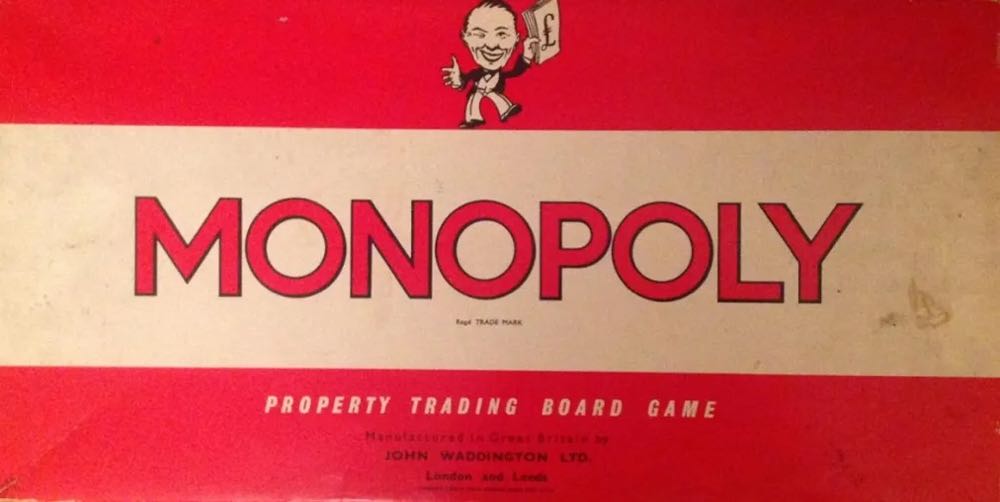 £
MONOPOLY
Regd TRADE MARK
PROPERTY TRADING BOARD GAME
Manufactured in Great Britain by
JOHN WADDINGTON LTD.
London and Leeds